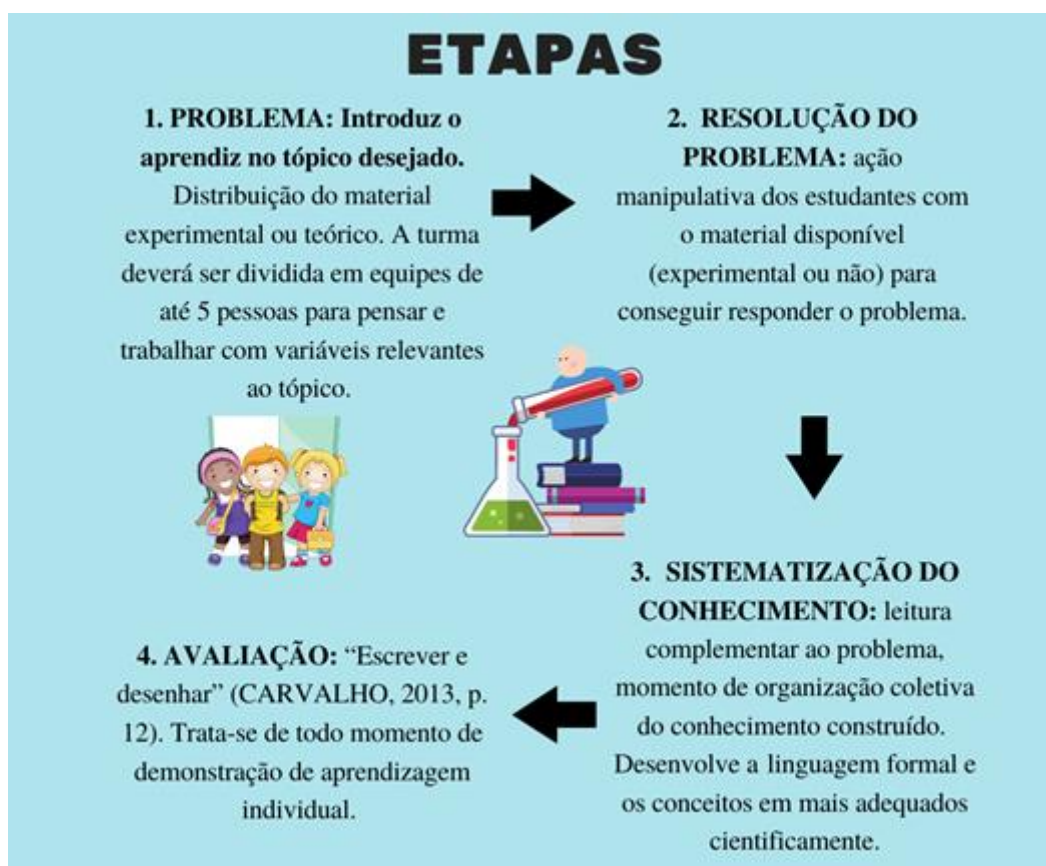 ETAPAS
1. PROBLEMA: Introduz o
aprendiz no tópico desejado.
Distribuição do material
experimental ou teórico. A turma
deverá ser dividida em equipes de
até 5 pessoas para pensar e
trabalhar com variáveis relevantes
ao tópico.
2. RESOLUÇÃO DO
PROBLEMA: ação
manipulativa dos estudantes com
o material disponível
(experimental ou não) para
conseguir responder o problema.
3. SISTEMATIZAÇÃO DO
CONHECIMENTO: leitura
complementar ao problema,
momento de organização coletiva
do conhecimento construído.
Desenvolve a linguagem formal e
os conceitos em mais adequados
cientificamente.
4. AVALIAÇÃO: “Escrever e
desenhar” (CARVALHO, 2013, p.
12). Trata-se de todo momento de
demonstração de aprendizagem
individual.